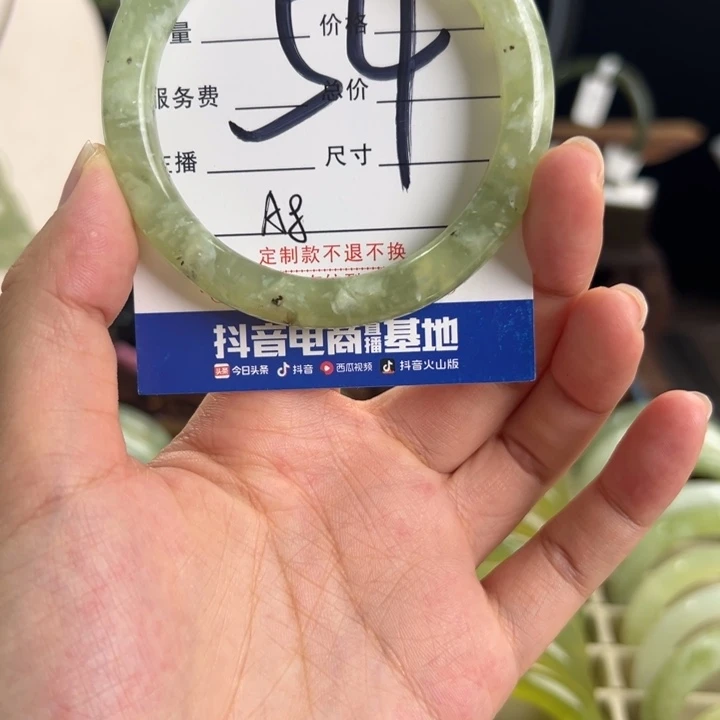 量 54 价格
服务费 总价
主播 尺寸
A8
定制款不退不换
抖音电商直播基地
头条 今日头条 抖音 西瓜视频 抖音火山版